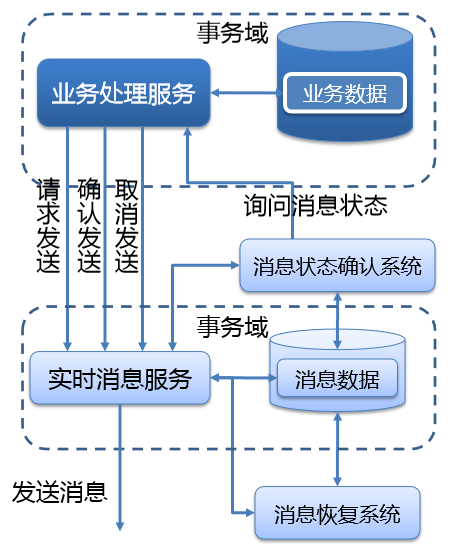 事务域
业务处理服务
业务数据
请求发送
确认发送
取消发送
询问消息状态
消息状态确认系统
事务域
实时消息服务
消息数据
发送消息
消息恢复系统